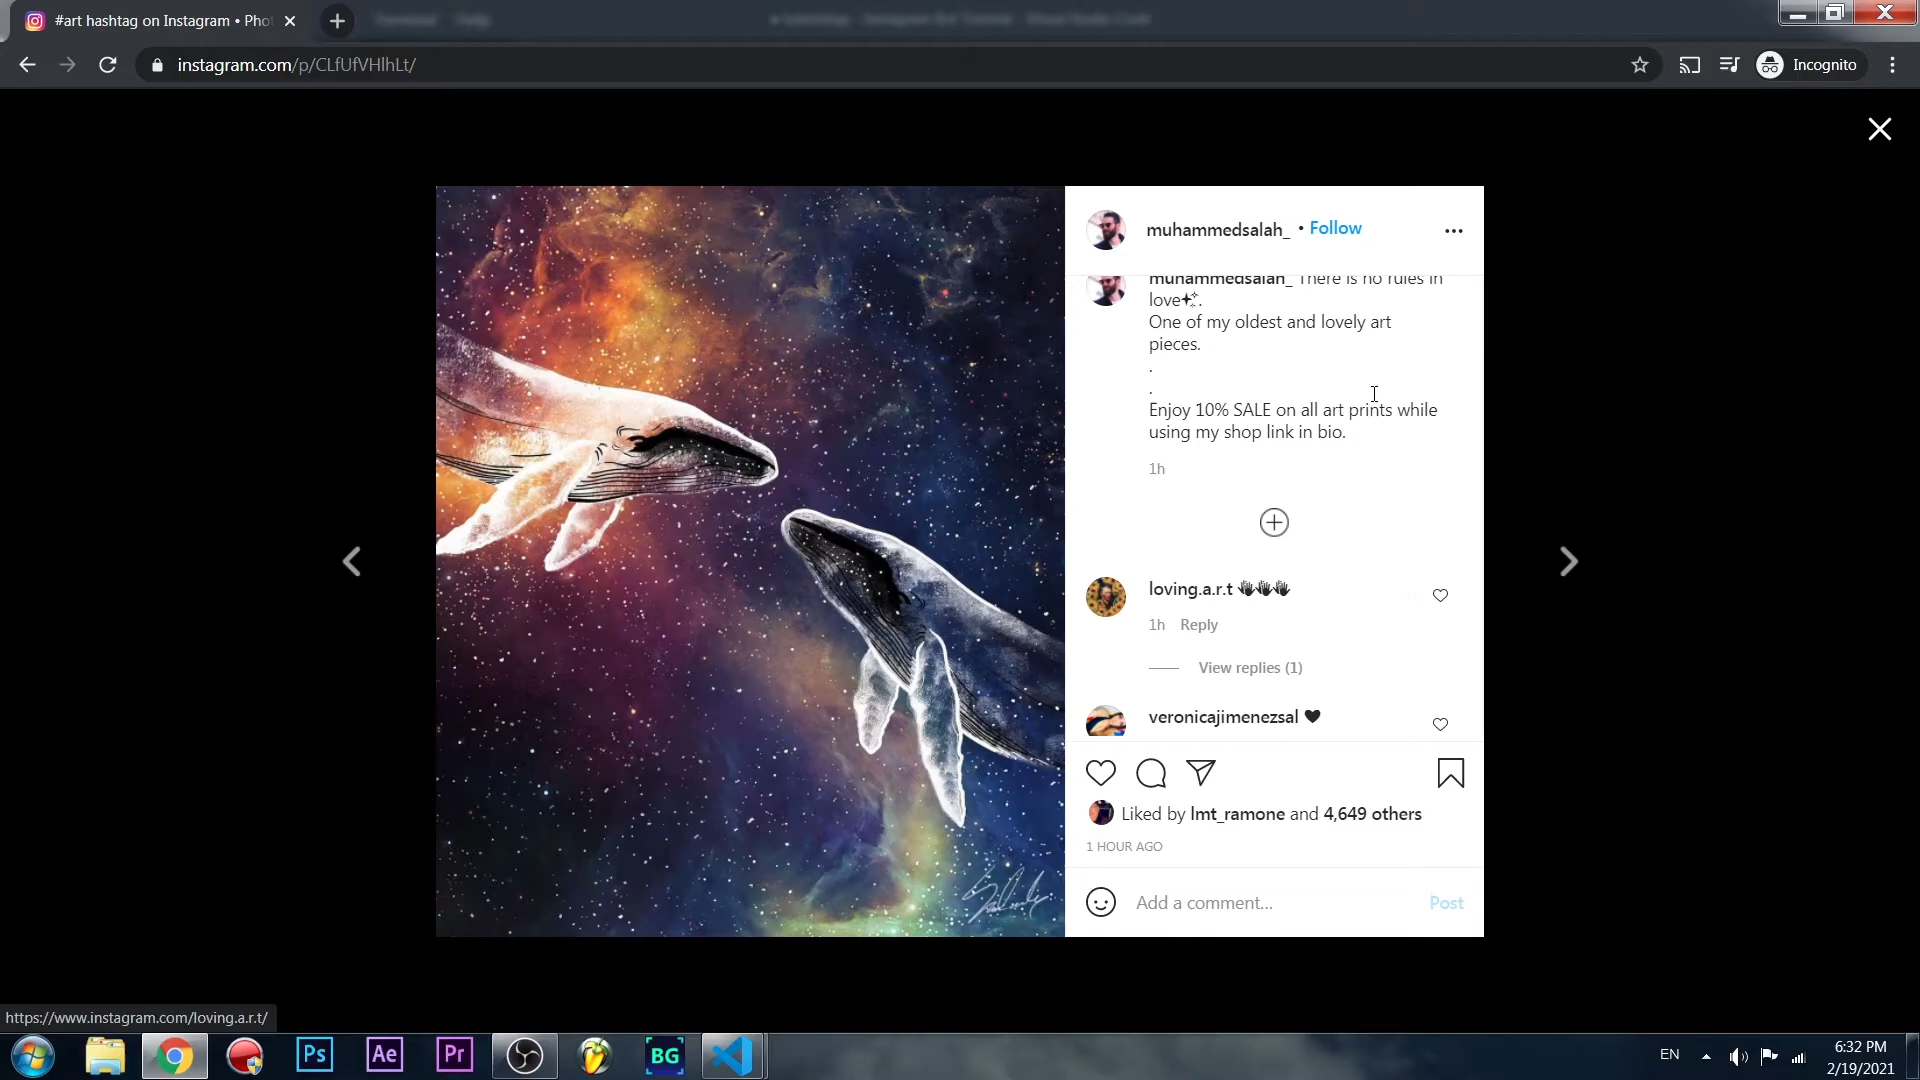 #art hashtag on Instagram • Pho
instagram.com/p/CLfUfVHlhLt/
Incognito
muhammedsalah_ • Follow
muhammedsalah_ There is no rules in
love✨.
One of my oldest and lovely art
pieces.
.
.
Enjoy 10% SALE on all art prints while
using my shop link in bio.
1h
loving.a.r.t 👋👋👋
1h Reply
View replies (1)
veronicajimenezsal 🖤
Liked by lmt_ramone and 4,649 others
1 HOUR AGO
Add a comment... Post
https://www.instagram.com/loving.a.r.t/
Ps Ae Pr BG
EN
6:32 PM
2/19/2021